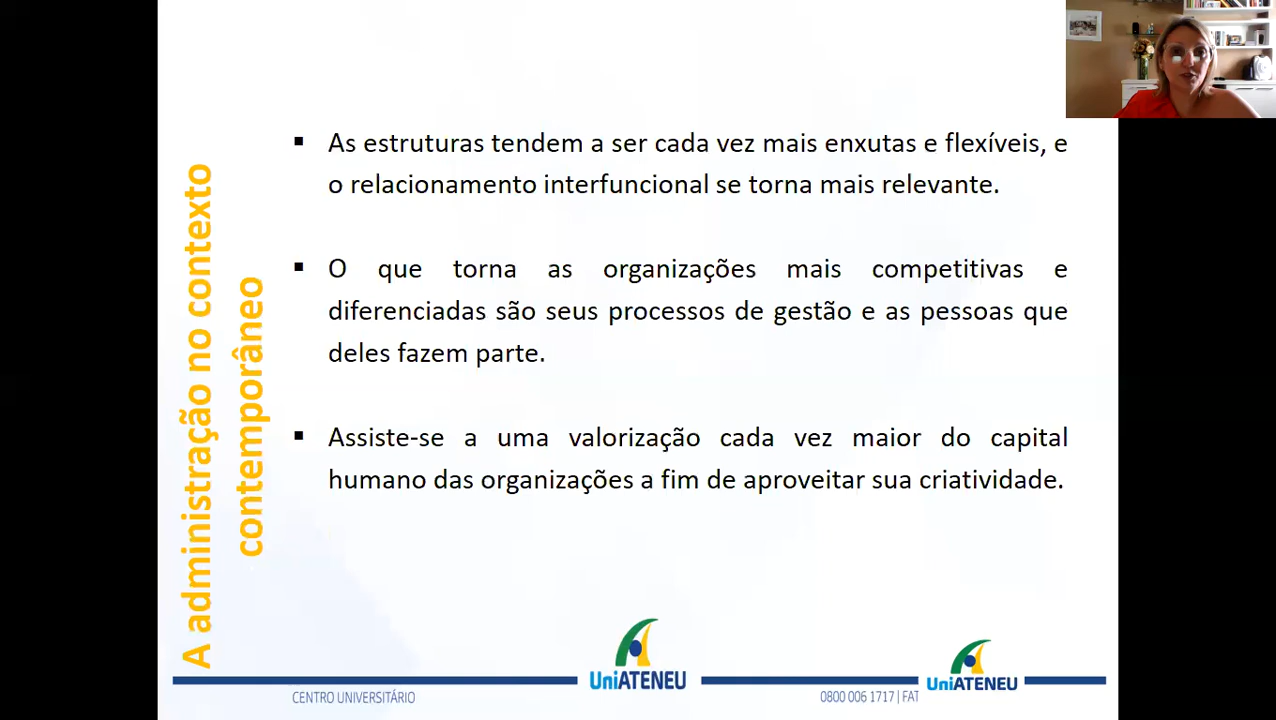 A administração no contexto
contemporâneo
As estruturas tendem a ser cada vez mais enxutas e flexíveis, e
o relacionamento interfuncional se torna mais relevante.
O que torna as organizações mais competitivas e
diferenciadas são seus processos de gestão e as pessoas que
deles fazem parte.
Assiste-se a uma valorização cada vez maior do capital
humano das organizações a fim de aproveitar sua criatividade.
UniATENEU
UniATENEU
CENTRO UNIVERSITÁRIO
0800 006 1717 | FAT